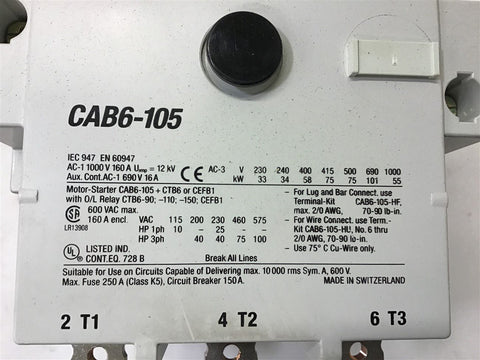 CAB6-105
IEC 947 EN 60947
AC-1 1000 V 160 A Uimp = 12 kV
Aux. Cont. AC-1 690 V 16 A
CE
AC-3 V 230 240 400 415 500 690 1000
kW 33 34 58 75 75 101 55
Motor-Starter CAB6-105 + CTB6 or CEFB1
with O/L Relay CTB6-90; –110; –150; CEFB1
600 VAC max.
160 A encl. VAC 115 200 230 460 575
LR13908
HP 1ph 10 – 25 – –
HP 3ph 40 40 75 100
– For Lug and Bar Connect. use
Terminal-Kit CAB6-105-HF,
max. 2/0 AWG, 70-90 lb-in.
– For Wire Connect. use Term.-
Kit CAB6-105-HU, No. 6 thru
2/0 AWG, 70-90 lb-in.
– Use 75° C Cu-Wire only.
UL LISTED IND.
CONT.EQ. 728 B
Break All Lines
Suitable for Use on Circuits Capable of Delivering max. 10 000 rms Sym. A, 600 V.
Max. Fuse 250 A (Class K5), Circuit Breaker 150 A.
MADE IN SWITZERLAND
2 T1 4 T2 6 T3